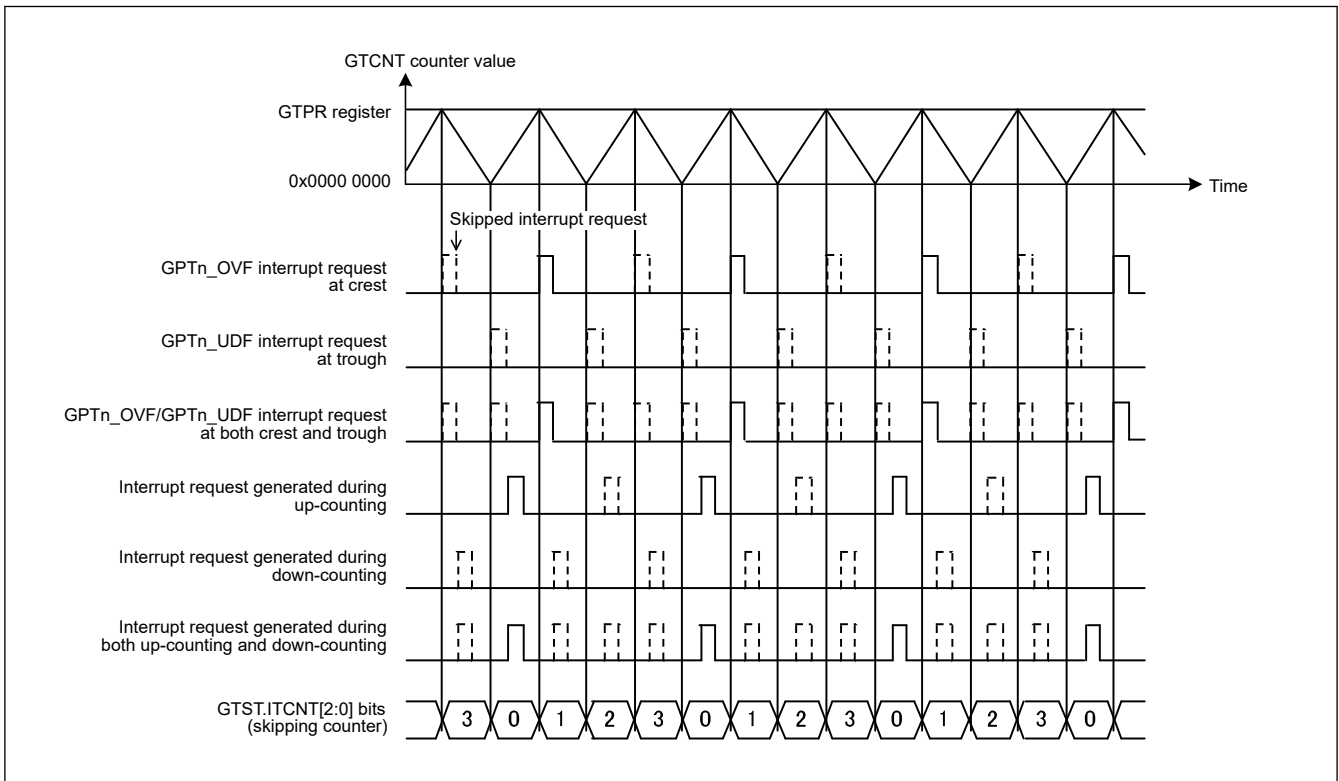 GTCNT counter value
GTPR register
0x0000 0000
Time
Skipped interrupt request
GPTn_OVF interrupt request
at crest
GPTn_UDF interrupt request
at trough
GPTn_OVF/GPTn_UDF interrupt request
at both crest and trough
Interrupt request generated during
up-counting
Interrupt request generated during
down-counting
Interrupt request generated during
both up-counting and down-counting
GTST.ITCNT[2:0] bits
(skipping counter)
3 0 1 2 3 0 1 2 3 0 1 2 3 0